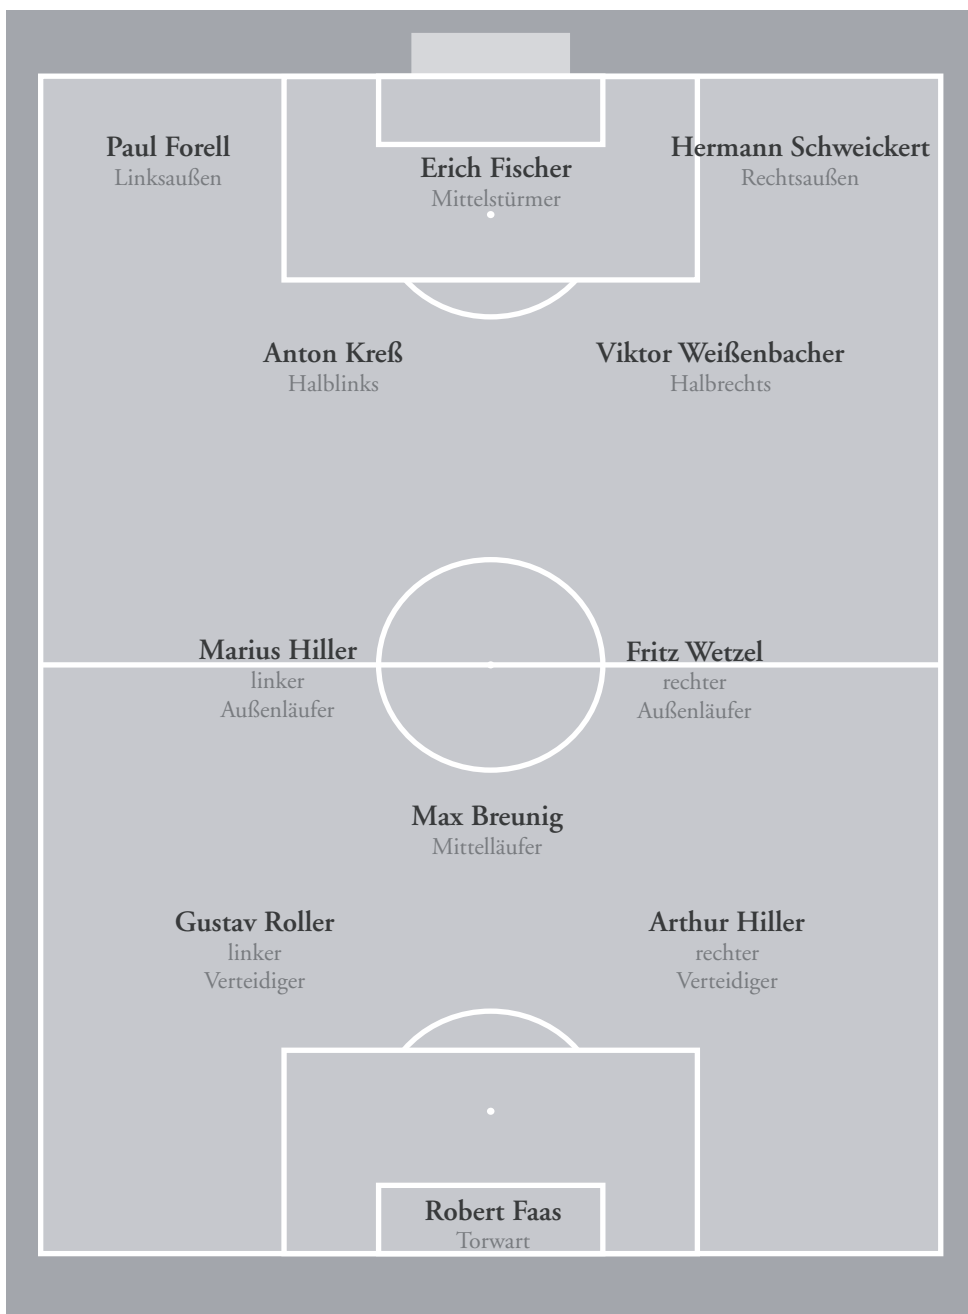 Paul Forell
Linksaußen
Erich Fischer
Mittelstürmer
Hermann Schweickert
Rechtsaußen
Anton Kreß
Halblinks
Viktor Weißenbacher
Halbrechts
Marius Hiller
linker
Außenläufer
Fritz Wetzel
rechter
Außenläufer
Max Breunig
Mittelläufer
Gustav Roller
linker
Verteidiger
Arthur Hiller
rechter
Verteidiger
Robert Faas
Torwart